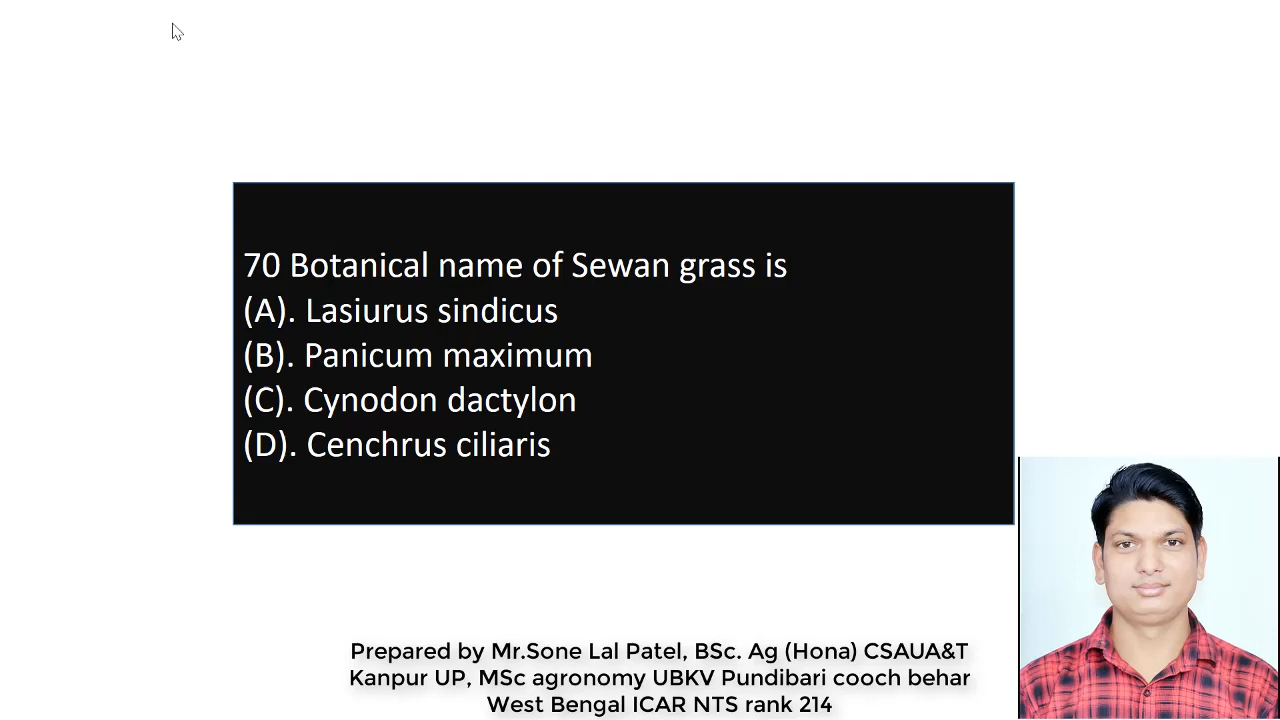 70 Botanical name of Sewan grass is
(A). Lasiurus sindicus
(B). Panicum maximum
(C). Cynodon dactylon
(D). Cenchrus ciliaris
Prepared by Mr.Sone Lal Patel, BSc. Ag (Hona) CSAUA&T
Kanpur UP, MSc agronomy UBKV Pundibari cooch behar
West Bengal ICAR NTS rank 214